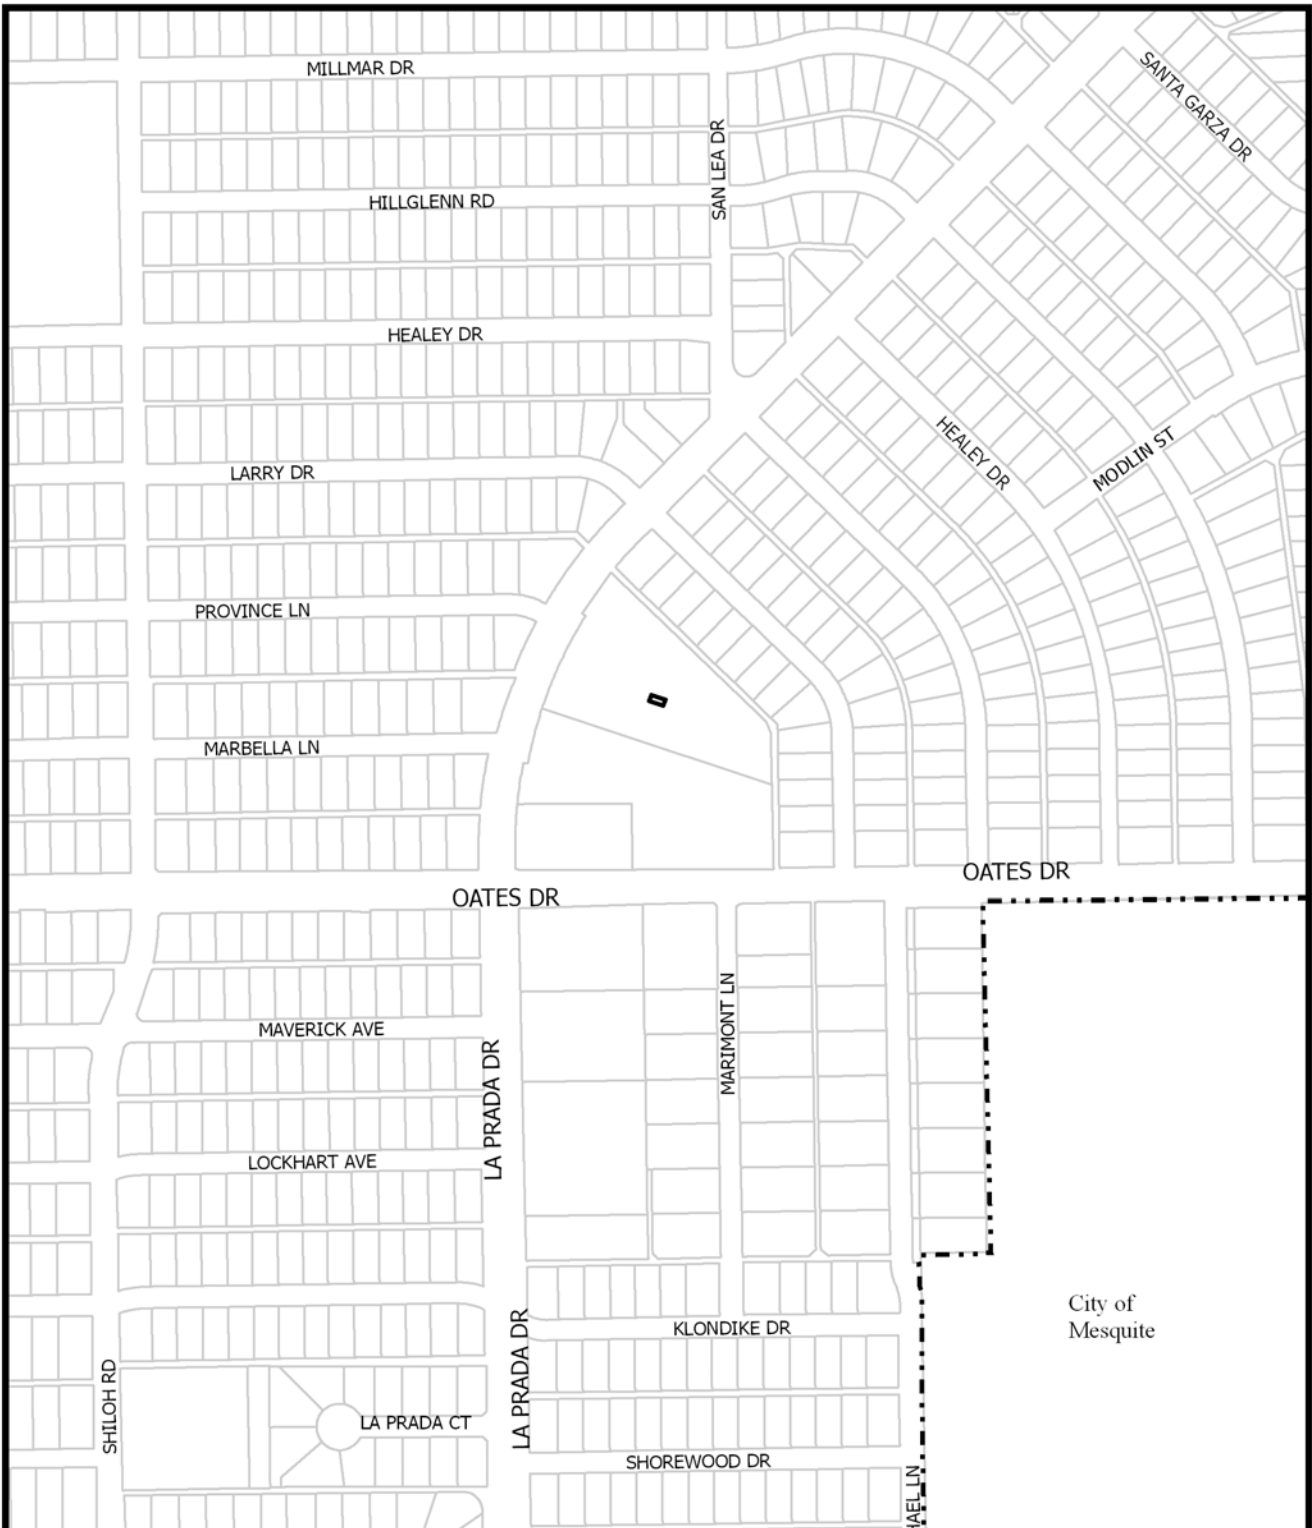 MILLMAR DR
SANTA GARZA DR
SAN LEA DR
HILLGLENN RD
HEALEY DR
HEALEY DR
MODLIN ST
LARRY DR
PROVINCE LN
MARBELLA LN
OATES DR
OATES DR
MARIMONT LN
MAVERICK AVE
LA PRADA DR
LOCKHART AVE
City of
Mesquite
LA PRADA DR
KLONDIKE DR
SHILOH RD
LA PRADA CT
SHOREWOOD DR
HAEL LN